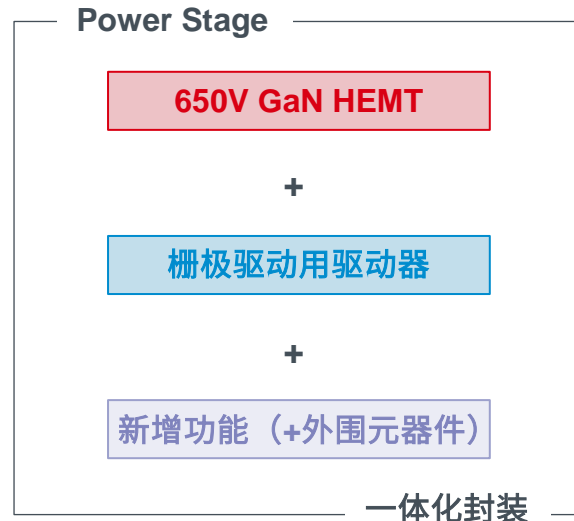 Power Stage
650V GaN HEMT
+
栅极驱动用驱动器
+
新增功能（+外围元器件）
一体化封装